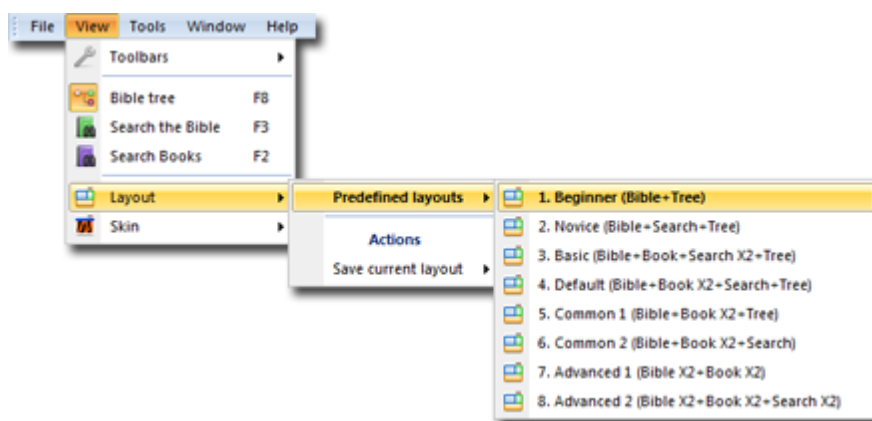 File View Tools Window Help
Toolbars
Bible tree F8
Search the Bible F3
Search Books F2
Layout
Skin
Predefined layouts
Actions
Save current layout
1. Beginner (Bible+Tree)
2. Novice (Bible+Search+Tree)
3. Basic (Bible+Book+Search X2+Tree)
4. Default (Bible+Book X2+Search+Tree)
5. Common 1 (Bible+Book X2+Tree)
6. Common 2 (Bible+Book X2+Search)
7. Advanced 1 (Bible X2+Book X2)
8. Advanced 2 (Bible X2+Book X2+Search X2)